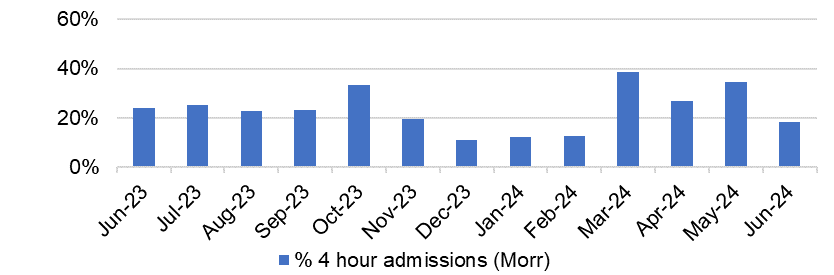 60%
40%
20%
0%
Jun-23
Jul-23
Aug-23
Sep-23
Oct-23
Nov-23
Dec-23
Jan-24
Feb-24
Mar-24
Apr-24
May-24
Jun-24
% 4 hour admissions (Morr)